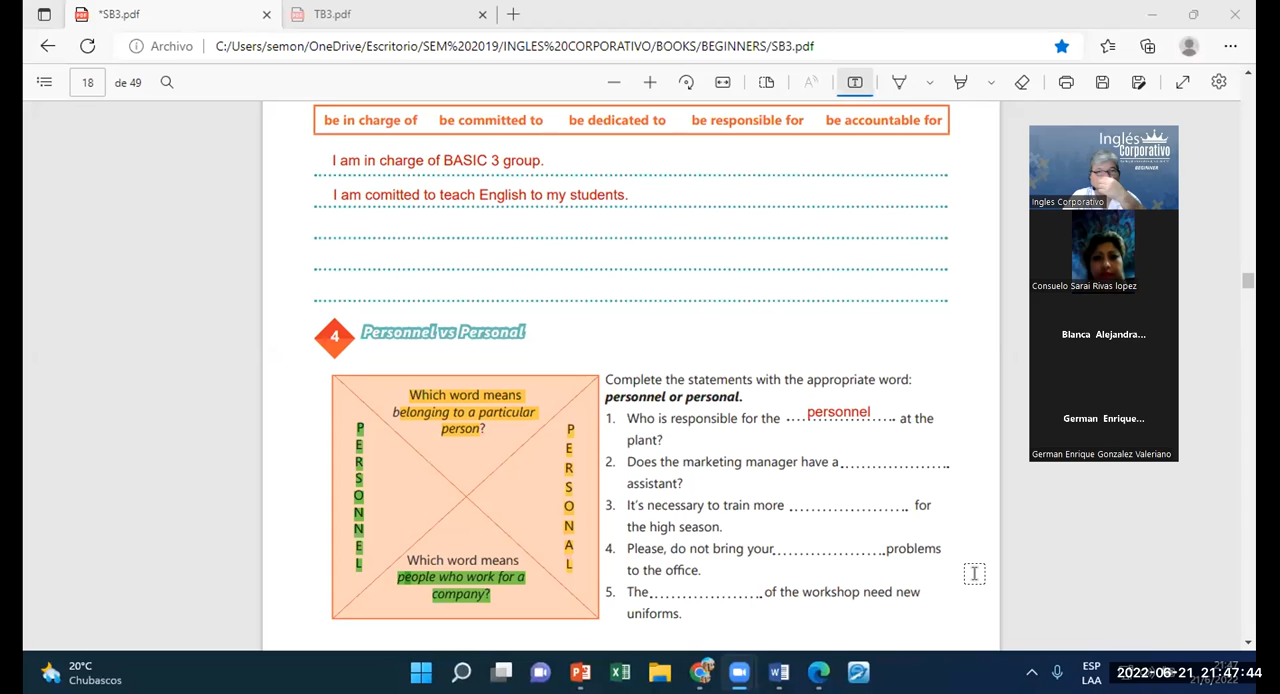 *SB3.pdf
TB3.pdf
Archivo
C:/Users/semon/OneDrive/Escritorio/SEM%202019/INGLES%20CORPORATIVO/BOOKS/BEGINNERS/SB3.pdf
18 de 49
be in charge of be committed to be dedicated to be responsible for be accountable for
I am in charge of BASIC 3 group.
I am comitted to teach English to my students.
4 Personnel vs Personal
Which word means
belonging to a particular
person?
PERSONNEL
PERSONAL
Which word means
people who work for a
company?
Complete the statements with the appropriate word:
personnel or personal.
1. Who is responsible for the personnel at the
plant?
2. Does the marketing manager have a
assistant?
3. It's necessary to train more for
the high season.
4. Please, do not bring your problems
to the office.
5. The of the workshop need new
uniforms.
Inglés
Corporativo
BEGINNER
Ingles Corporativo
Consuelo Sarai Rivas lopez
Blanca Alejandra...
German Enrique...
German Enrique Gonzalez Valeriano
20°C
Chubascos
ESP
LAA
2022-06-21, 21:47:44